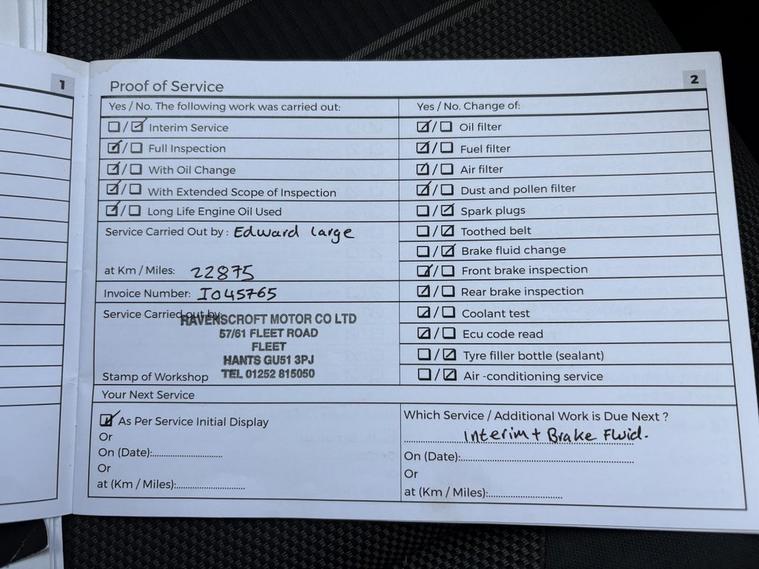 1
Proof of Service
2
Yes / No. The following work was carried out:
☐/☑ Interim Service
☑/☐ Full Inspection
☑/☐ With Oil Change
☑/☐ With Extended Scope of Inspection
☑/☐ Long Life Engine Oil Used
Service Carried Out by: Edward Large
at Km / Miles: 22875
Invoice Number: I045765
Service Carried out by
RAVENSCROFT MOTOR CO LTD
57/61 FLEET ROAD
FLEET
HANTS GU51 3PJ
Stamp of Workshop TEL 01252 815050
Yes / No. Change of:
☑/☐ Oil filter
☑/☐ Fuel filter
☑/☐ Air filter
☑/☐ Dust and pollen filter
☐/☑ Spark plugs
☐/☑ Toothed belt
☐/☑ Brake fluid change
☑/☐ Front brake inspection
☑/☐ Rear brake inspection
☑/☐ Coolant test
☑/☐ Ecu code read
☐/☑ Tyre filler bottle (sealant)
☐/☑ Air -conditioning service
Your Next Service
☑ As Per Service Initial Display
Or
On (Date):
Or
at (Km / Miles):
Which Service / Additional Work is Due Next ?
Interim + Brake Fluid.
On (Date):
Or
at (Km / Miles):